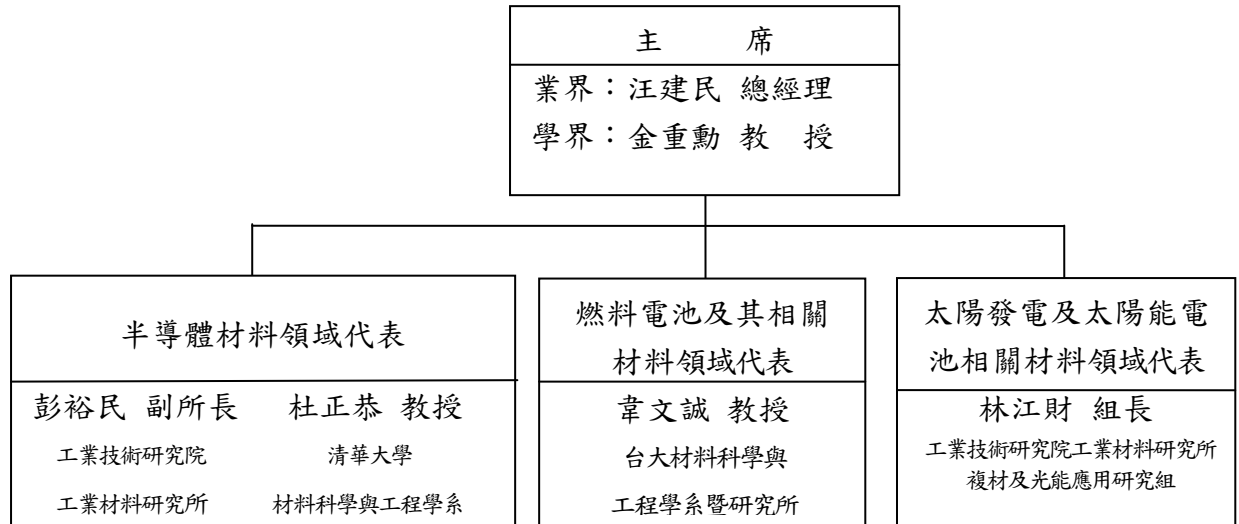 主 席
業界：汪建民 總經理
學界：金重勳 教 授
半導體材料領域代表
彭裕民 副所長 杜正恭 教授
工業技術研究院 清華大學
工業材料研究所 材料科學與工程學系
燃料電池及其相關
材料領域代表
韋文誠 教授
台大材料科學與
工程學系暨研究所
太陽發電及太陽能電
池相關材料領域代表
林江財 組長
工業技術研究院工業材料研究所
複材及光能應用研究組